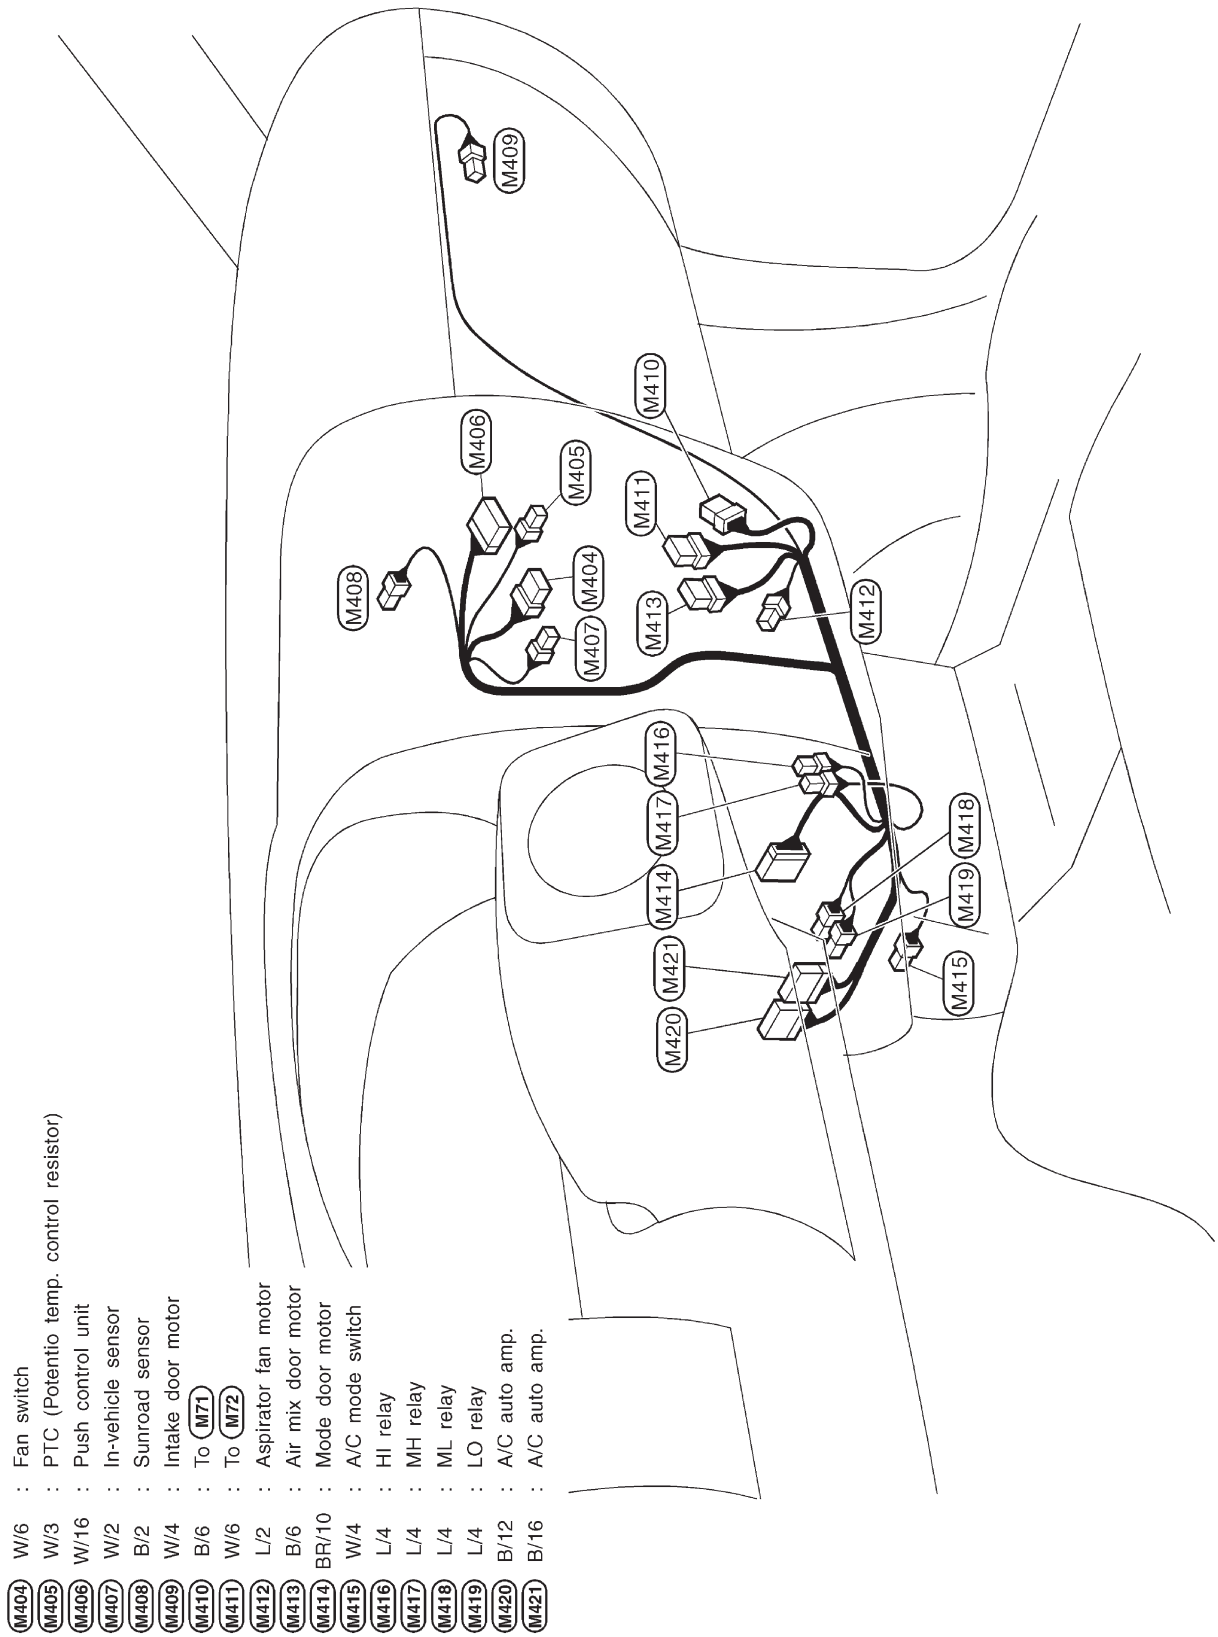 M404 W/6 : Fan switch
M405 W/3 : PTC (Potentio temp. control resistor)
M406 W/16 : Push control unit
M407 W/2 : In-vehicle sensor
M408 B/2 : Sunroad sensor
M409 W/4 : Intake door motor
M410 B/6 : To M71
M411 W/6 : To M72
M412 L/2 : Aspirator fan motor
M413 B/6 : Air mix door motor
M414 BR/10 : Mode door motor
M415 W/4 : A/C mode switch
M416 L/4 : HI relay
M417 L/4 : MH relay
M418 L/4 : ML relay
M419 L/4 : LO relay
M420 B/12 : A/C auto amp.
M421 B/16 : A/C auto amp.
M408
M406
M409
M405
M404
M407
M411
M410
M413
M412
M416
M417
M414
M421
M420
M418
M419
M415